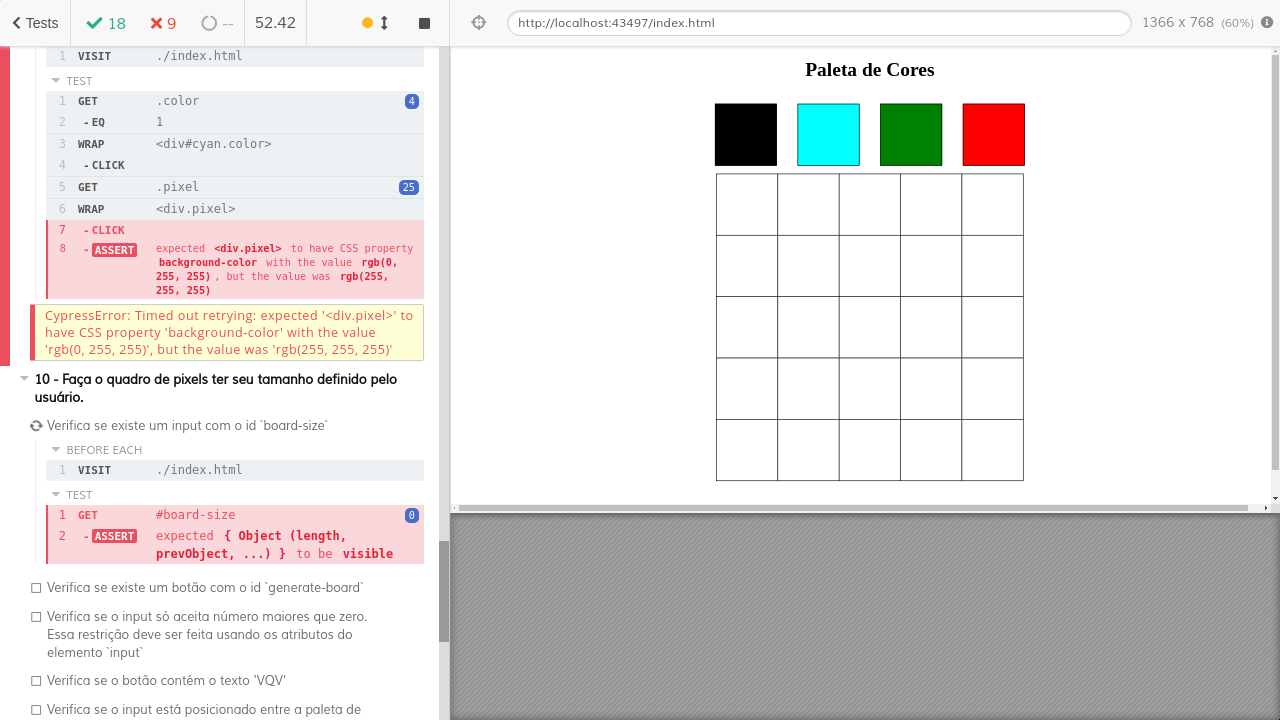 Tests
18
9
--
52.42
http://localhost:43497/index.html
1366 x 768 (60%)
1 VISIT ./index.html
TEST
1 GET .color 4
2 - EQ 1
3 WRAP <div#cyan.color>
4 - CLICK
5 GET .pixel 25
6 WRAP <div.pixel>
7 - CLICK
8 - ASSERT expected <div.pixel> to have CSS property
background-color with the value rgb(0,
255, 255) , but the value was rgb(255,
255, 255)
CypressError: Timed out retrying: expected '<div.pixel>' to
have CSS property 'background-color' with the value
'rgb(0, 255, 255)', but the value was 'rgb(255, 255, 255)'
10 - Faça o quadro de pixels ter seu tamanho definido pelo
usuário.
Verifica se existe um input com o id `board-size`
BEFORE EACH
1 VISIT ./index.html
TEST
1 GET #board-size 0
2 - ASSERT expected { Object (length,
prevObject, ...) } to be visible
Verifica se existe um botão com o id `generate-board`
Verifica se o input só aceita número maiores que zero.
Essa restrição deve ser feita usando os atributos do
elemento `input`
Verifica se o botão contém o texto 'VQV'
Verifica se o input está posicionado entre a paleta de
Paleta de Cores